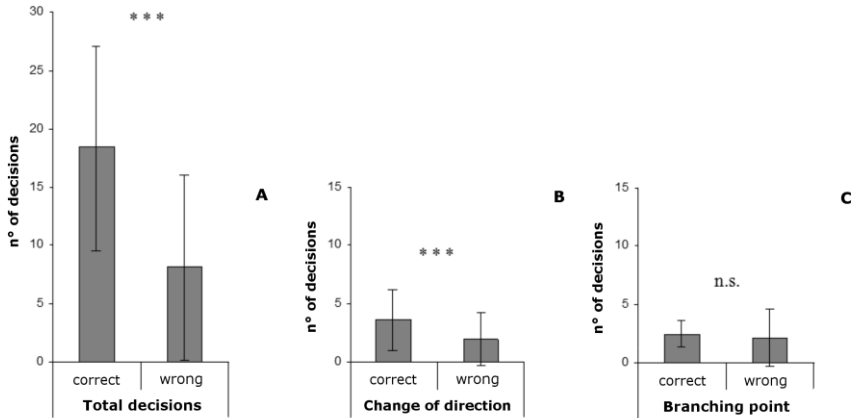 30
25
20
15
10
5
0
n° of decisions
* * *
correct wrong
Total decisions
A
15
10
5
0
n° of decisions
* * *
correct wrong
Change of direction
B
15
10
5
0
n° of decisions
n.s.
correct wrong
Branching point
C